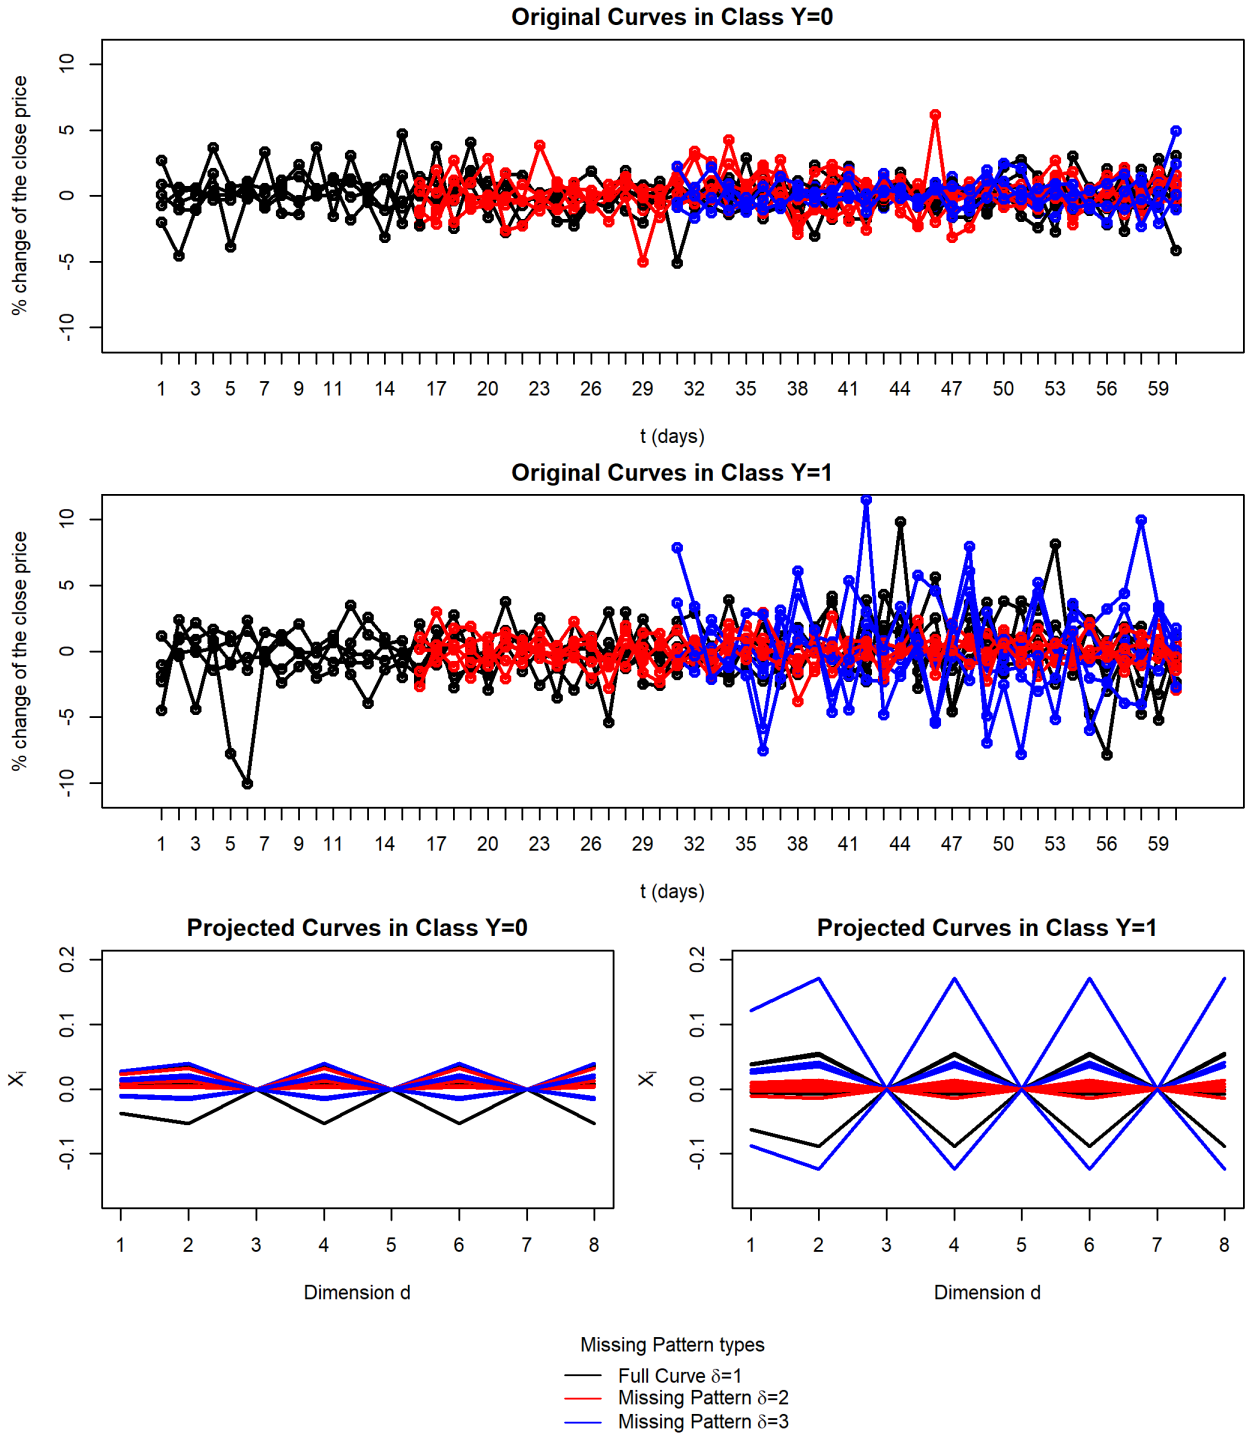 Original Curves in Class Y=0
% change of the close price
10
5
0
-5
-10
1 3 5 7 9 11 14 17 20 23 26 29 32 35 38 41 44 47 50 53 56 59
t (days)
Original Curves in Class Y=1
% change of the close price
10
5
0
-5
-10
1 3 5 7 9 11 14 17 20 23 26 29 32 35 38 41 44 47 50 53 56 59
t (days)
Projected Curves in Class Y=0
Xi
0.2
0.1
0.0
-0.1
1 2 3 4 5 6 7 8
Dimension d
Projected Curves in Class Y=1
Xi
0.2
0.1
0.0
-0.1
1 2 3 4 5 6 7 8
Dimension d
Missing Pattern types
Full Curve δ=1
Missing Pattern δ=2
Missing Pattern δ=3